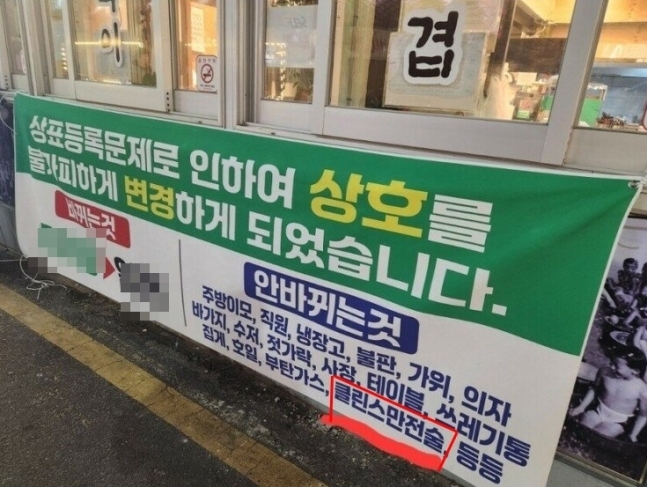 겹
상표등록문제로 인하여 상호를
불가피하게 변경하게 되었습니다.
바뀌는것
안바뀌는것
주방이모, 직원, 냉장고, 불판, 가위, 의자
바가지, 수저, 젓가락, 사장, 테이블, 쓰레기통
집게, 호일, 부탄가스, 클린스만전술, 등등